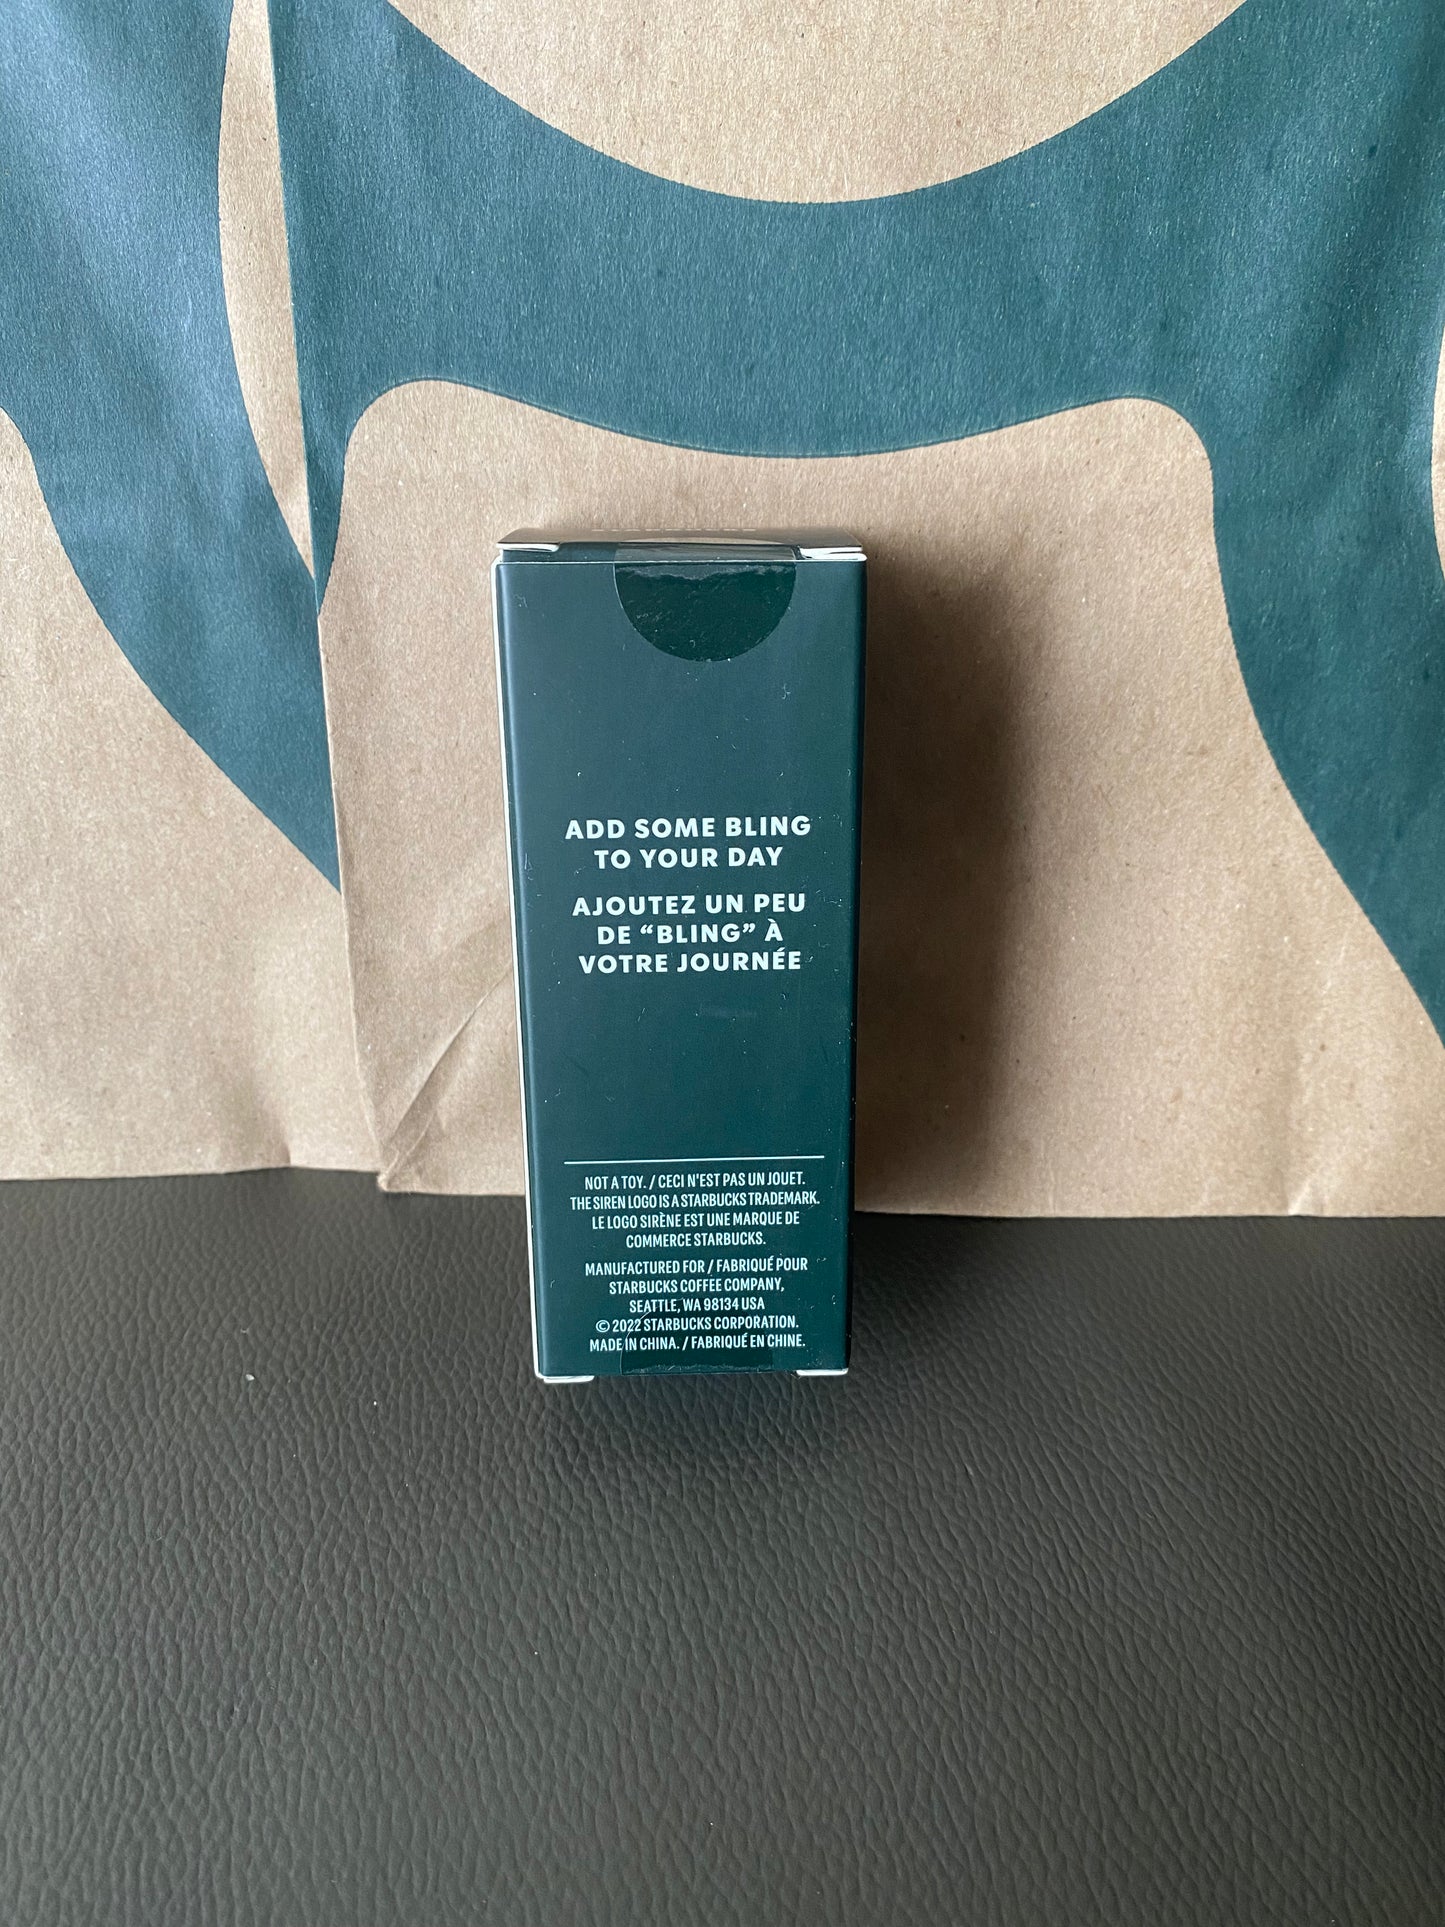 ADD SOME BLING
TO YOUR DAY
AJOUTEZ UN PEU
DE “BLING” À
VOTRE JOURNÉE
NOT A TOY. / CECI N'EST PAS UN JOUET.
THE SIREN LOGO IS A STARBUCKS TRADEMARK.
LE LOGO SIRÈNE EST UNE MARQUE DE
COMMERCE STARBUCKS.
MANUFACTURED FOR / FABRIQUÉ POUR
STARBUCKS COFFEE COMPANY,
SEATTLE, WA 98134 USA
© 2022 STARBUCKS CORPORATION.
MADE IN CHINA. / FABRIQUÉ EN CHINE.